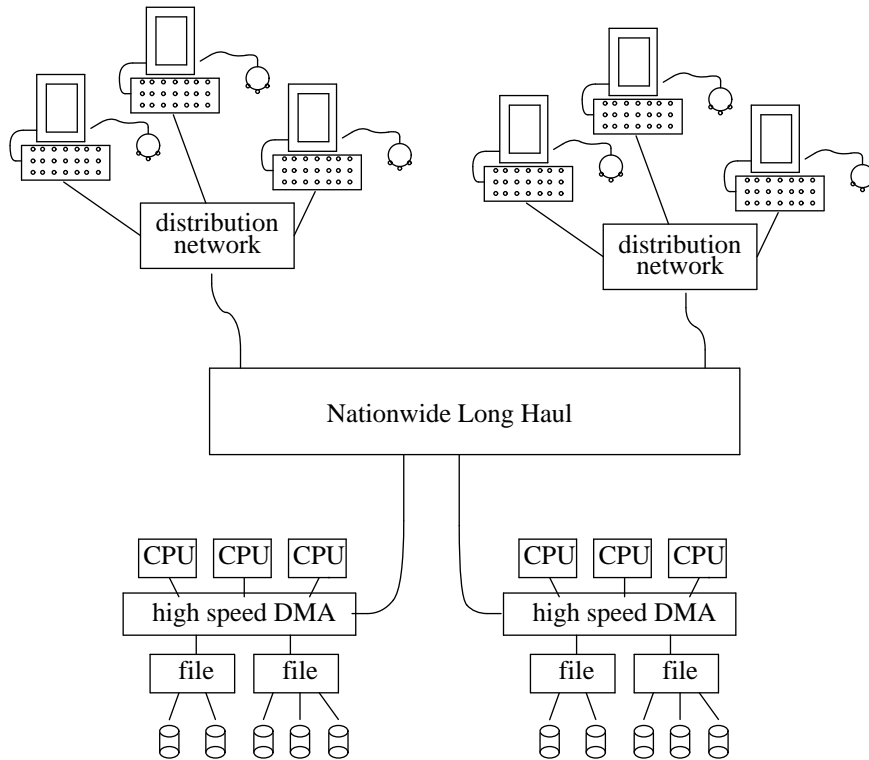 distribution
network
distribution
network
Nationwide Long Haul
CPU CPU CPU
CPU CPU CPU
high speed DMA
high speed DMA
file file
file file